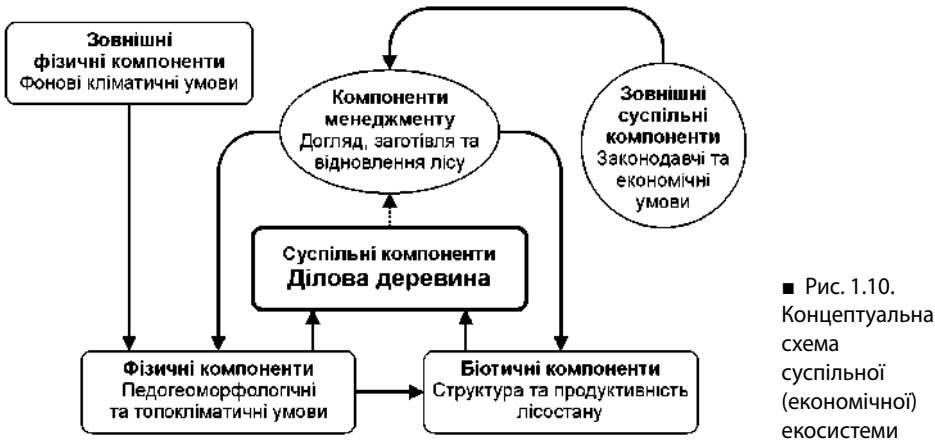 Зовнішні
фізичні компоненти
Фонові кліматичні умови
Компоненти
менеджменту
Догляд, заготівля та
відновлення лісу
Зовнішні
суспільні
компоненти
Законодавчі та
економічні
умови
Суспільні компоненти
Ділова деревина
Фізичні компоненти
Педогеоморфологічні
та топокліматичні умови
Біотичні компоненти
Структура та продуктивність
лісостану
■ Рис. 1.10.
Концептуальна
схема
суспільної
(економічної)
екосистеми